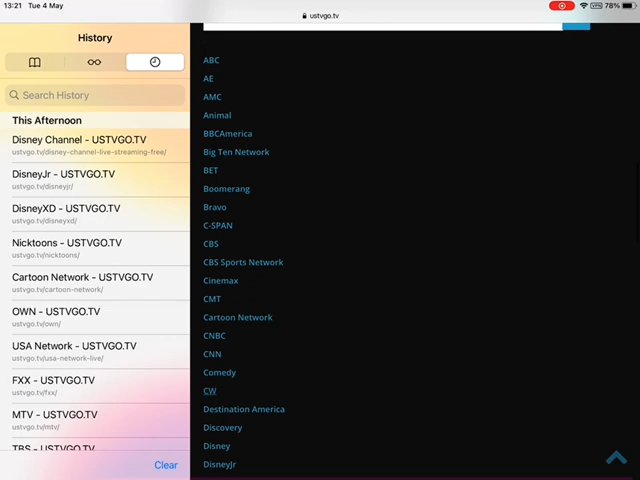 13:21 Tue 4 May
78%
VPN
ustvgo.tv
History
Search History
This Afternoon
Disney Channel - USTVGO.TV
ustvgo.tv/disney-channel-live-streaming-free/
DisneyJr - USTVGO.TV
ustvgo.tv/disneyjr/
DisneyXD - USTVGO.TV
ustvgo.tv/disneyxd/
Nicktoons - USTVGO.TV
ustvgo.tv/nicktoons/
Cartoon Network - USTVGO.TV
ustvgo.tv/cartoon-network/
OWN - USTVGO.TV
ustvgo.tv/own/
USA Network - USTVGO.TV
ustvgo.tv/usa-network-live/
FXX - USTVGO.TV
ustvgo.tv/fxx/
MTV - USTVGO.TV
ustvgo.tv/mtv/
TBS - USTVGO.TV
Clear
ABC
AE
AMC
Animal
BBCAmerica
Big Ten Network
BET
Boomerang
Bravo
C-SPAN
CBS
CBS Sports Network
Cinemax
CMT
Cartoon Network
CNBC
CNN
Comedy
CW
Destination America
Discovery
Disney
DisneyJr